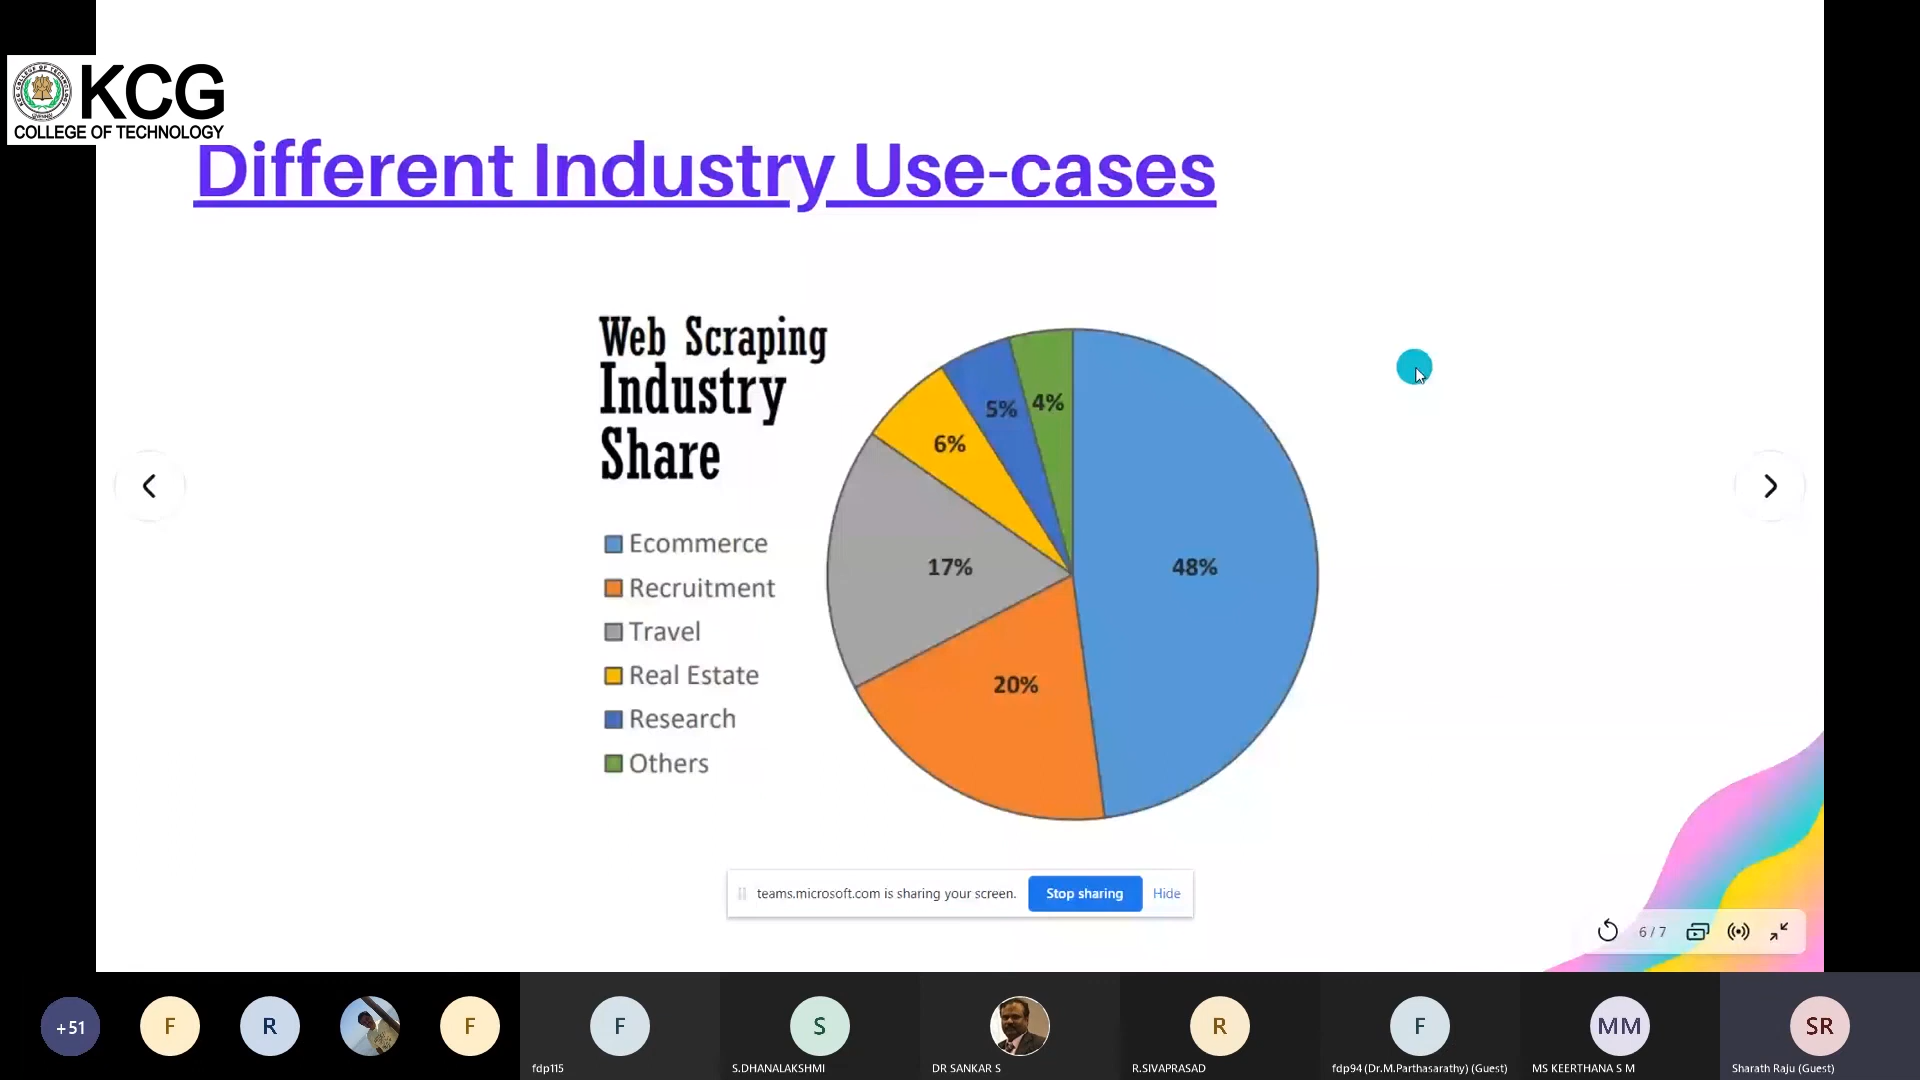 KCG
COLLEGE OF TECHNOLOGY
Different Industry Use-cases
Web Scraping
Industry
Share
Ecommerce
Recruitment
Travel
Real Estate
Research
Others
4%
5%
6%
17%
48%
20%
teams.microsoft.com is sharing your screen.
Stop sharing
Hide
6 / 7
+51
F
R
F
F
S
R
F
MM
SR
fdp115
S.DHANALAKSHMI
DR SANKAR S
R.SIVAPRASAD
fdp94 (Dr.M.Parthasarathy) (Guest)
MS KEERTHANA S M
Sharath Raju (Guest)